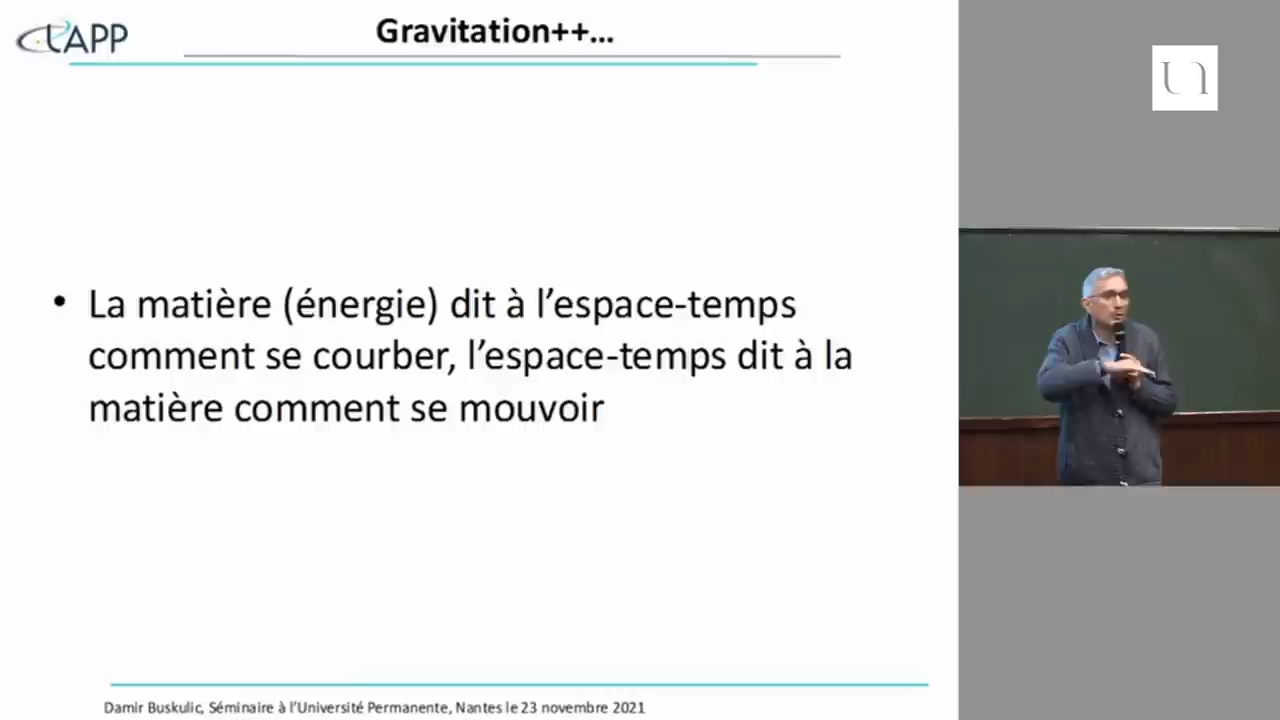 LAPP
Gravitation++...
• La matière (énergie) dit à l’espace-temps
comment se courber, l’espace-temps dit à la
matière comment se mouvoir
Damir Buskulic, Séminaire à l’Université Permanente, Nantes le 23 novembre 2021